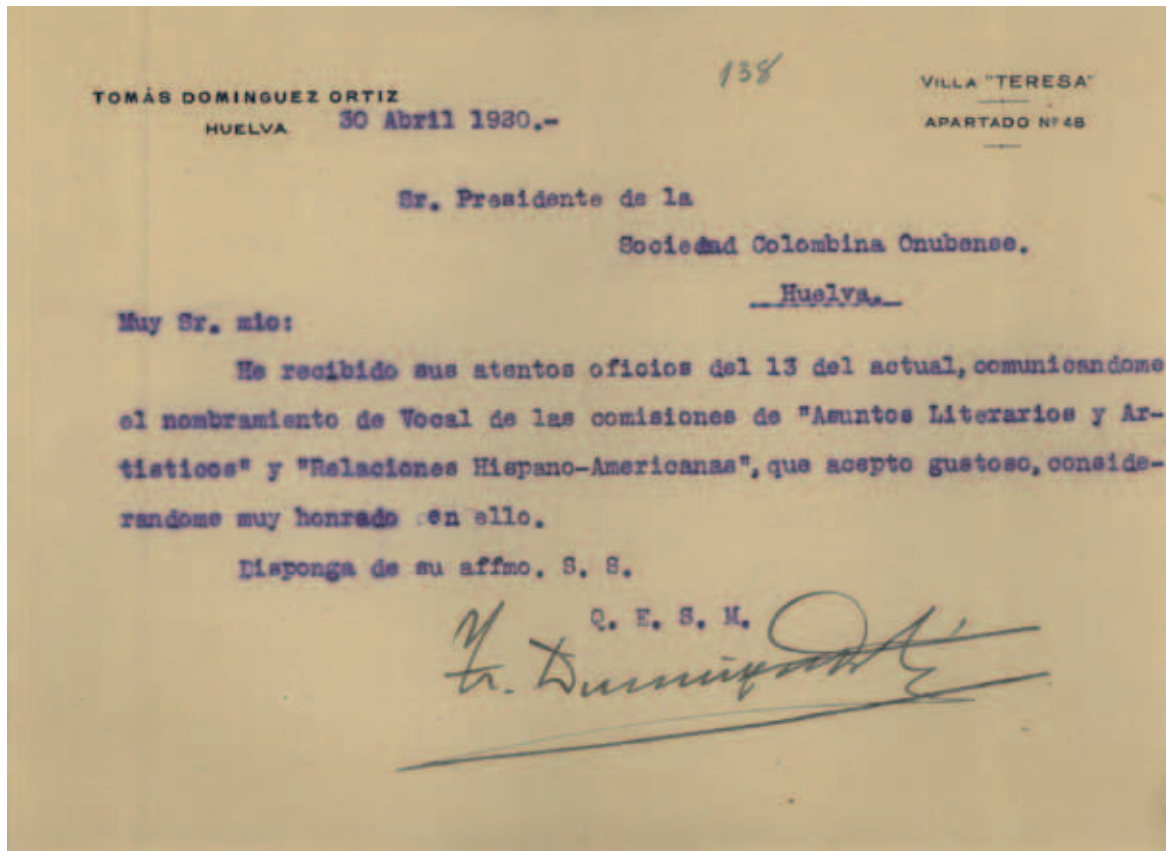 138
TOMÁS DOMINGUEZ ORTIZ
HUELVA
VILLA "TERESA"
APARTADO Nº 48
30 Abril 1930.-
Sr. Presidente de la
Sociedad Colombina Onubense.
Huelva.
Muy Sr. mio:
He recibido sus atentos oficios del 13 del actual, comunicandome
el nombramiento de Vocal de las comisiones de "Asuntos Literarios y Ar-
tisticos" y "Relaciones Hispano-Americanas", que acepto gustoso, conside-
randome muy honrado en ello.
Disponga de su affmo. S. S.
Q. E. S. M.